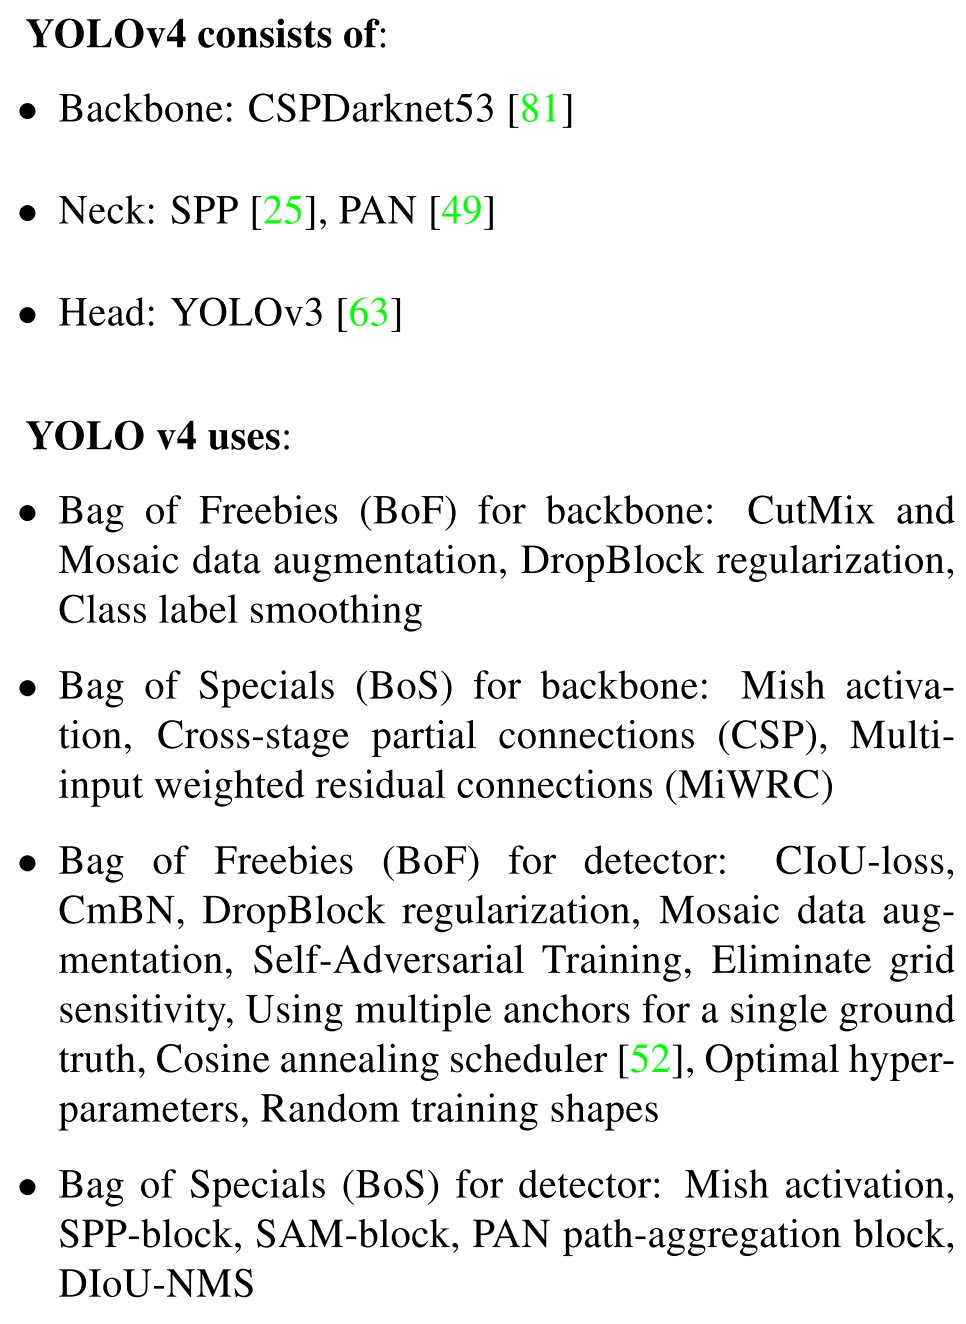 YOLOv4 consists of:
• Backbone: CSPDarknet53 [81]
• Neck: SPP [25], PAN [49]
• Head: YOLOv3 [63]
YOLO v4 uses:
• Bag of Freebies (BoF) for backbone: CutMix and
Mosaic data augmentation, DropBlock regularization,
Class label smoothing
• Bag of Specials (BoS) for backbone: Mish activa-
tion, Cross-stage partial connections (CSP), Multi-
input weighted residual connections (MiWRC)
• Bag of Freebies (BoF) for detector: CIoU-loss,
CmBN, DropBlock regularization, Mosaic data aug-
mentation, Self-Adversarial Training, Eliminate grid
sensitivity, Using multiple anchors for a single ground
truth, Cosine annealing scheduler [52], Optimal hyper-
parameters, Random training shapes
• Bag of Specials (BoS) for detector: Mish activation,
SPP-block, SAM-block, PAN path-aggregation block,
DIoU-NMS